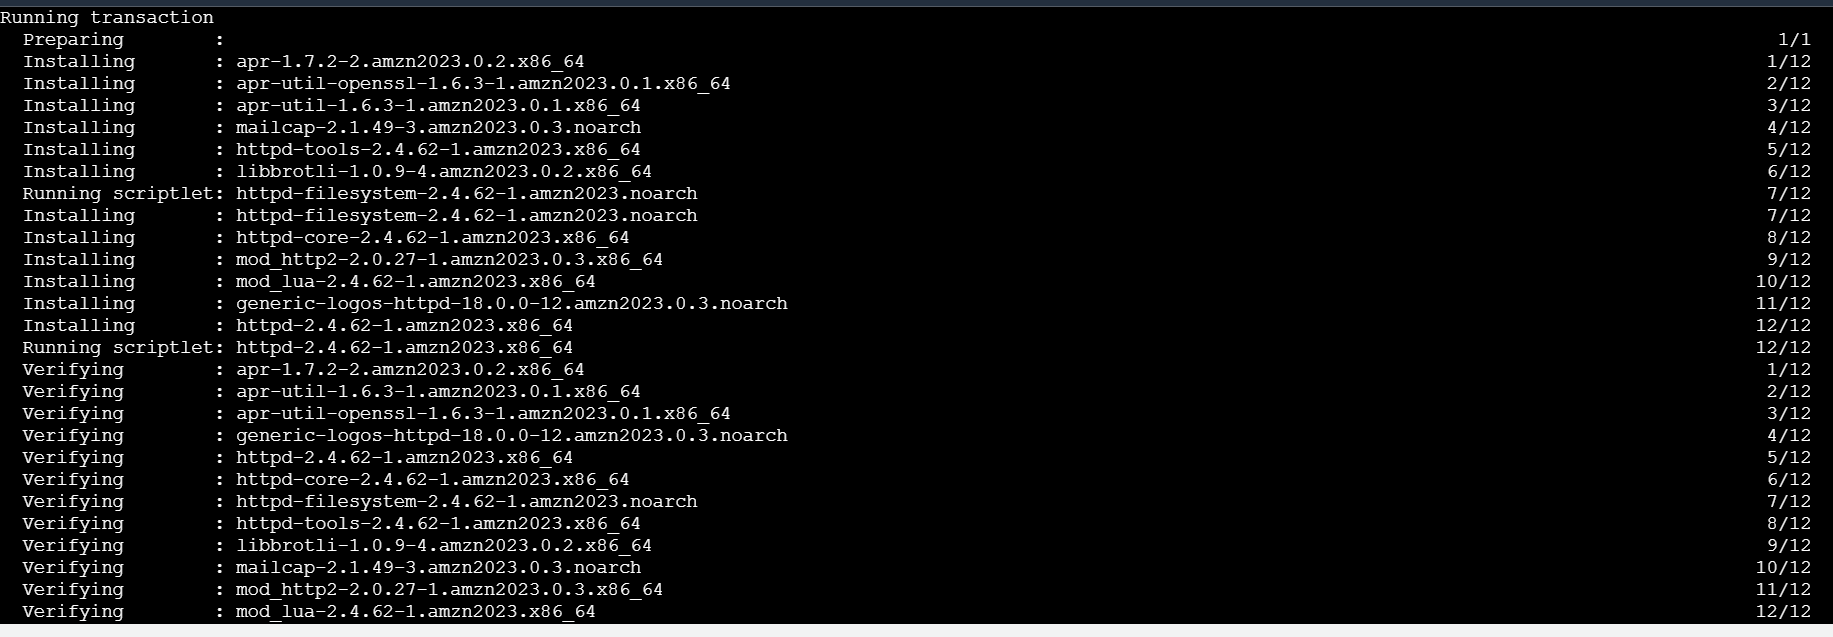 Running transaction
  Preparing        :                                                        1/1
  Installing       : apr-1.7.2-2.amzn2023.0.2.x86_64                       1/12
  Installing       : apr-util-openssl-1.6.3-1.amzn2023.0.1.x86_64          2/12
  Installing       : apr-util-1.6.3-1.amzn2023.0.1.x86_64                  3/12
  Installing       : mailcap-2.1.49-3.amzn2023.0.3.noarch                  4/12
  Installing       : httpd-tools-2.4.62-1.amzn2023.x86_64                  5/12
  Installing       : libbrotli-1.0.9-4.amzn2023.0.2.x86_64                 6/12
  Running scriptlet: httpd-filesystem-2.4.62-1.amzn2023.noarch             7/12
  Installing       : httpd-filesystem-2.4.62-1.amzn2023.noarch             7/12
  Installing       : httpd-core-2.4.62-1.amzn2023.x86_64                   8/12
  Installing       : mod_http2-2.0.27-1.amzn2023.0.3.x86_64                9/12
  Installing       : mod_lua-2.4.62-1.amzn2023.x86_64                     10/12
  Installing       : generic-logos-httpd-18.0.0-12.amzn2023.0.3.noarch    11/12
  Installing       : httpd-2.4.62-1.amzn2023.x86_64                       12/12
  Running scriptlet: httpd-2.4.62-1.amzn2023.x86_64                       12/12
  Verifying        : apr-1.7.2-2.amzn2023.0.2.x86_64                       1/12
  Verifying        : apr-util-1.6.3-1.amzn2023.0.1.x86_64                  2/12
  Verifying        : apr-util-openssl-1.6.3-1.amzn2023.0.1.x86_64          3/12
  Verifying        : generic-logos-httpd-18.0.0-12.amzn2023.0.3.noarch     4/12
  Verifying        : httpd-2.4.62-1.amzn2023.x86_64                        5/12
  Verifying        : httpd-core-2.4.62-1.amzn2023.x86_64                   6/12
  Verifying        : httpd-filesystem-2.4.62-1.amzn2023.noarch             7/12
  Verifying        : httpd-tools-2.4.62-1.amzn2023.x86_64                  8/12
  Verifying        : libbrotli-1.0.9-4.amzn2023.0.2.x86_64                 9/12
  Verifying        : mailcap-2.1.49-3.amzn2023.0.3.noarch                 10/12
  Verifying        : mod_http2-2.0.27-1.amzn2023.0.3.x86_64               11/12
  Verifying        : mod_lua-2.4.62-1.amzn2023.x86_64                     12/12